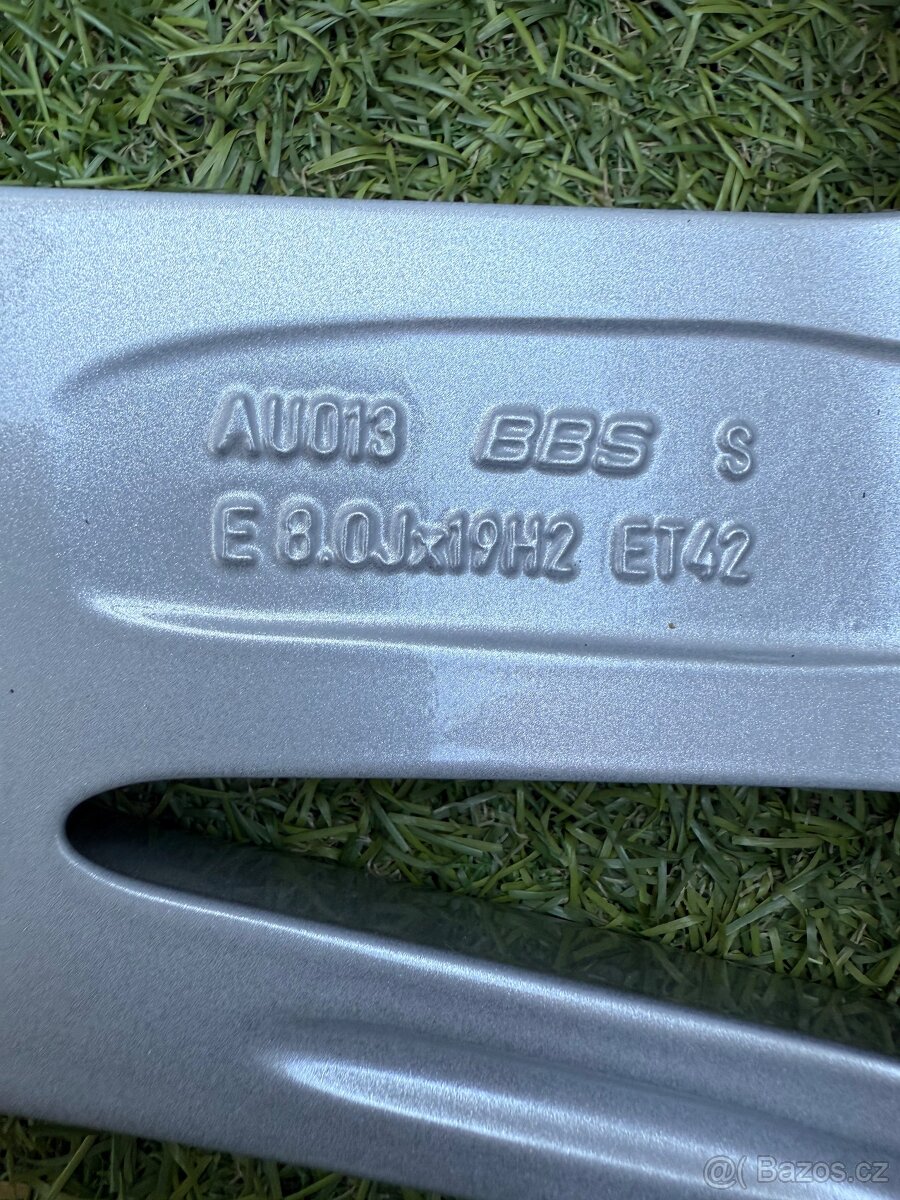 AU013 BBS S
E 8.0Jx19H2 ET42
@( Bazos.cz